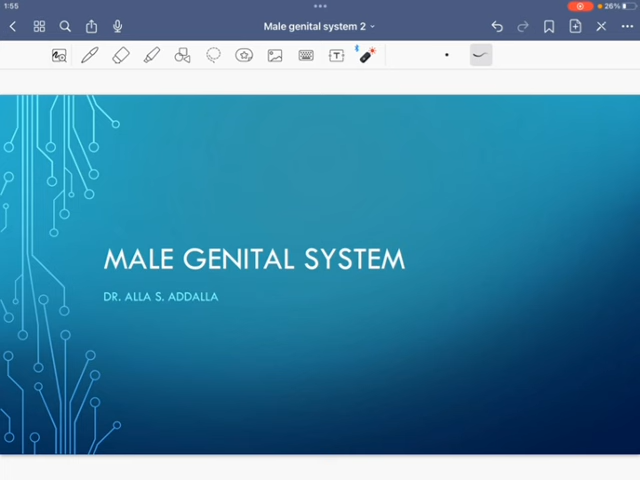 1:55
26%
Male genital system 2
T
MALE GENITAL SYSTEM
DR. ALLA S. ADDALLA